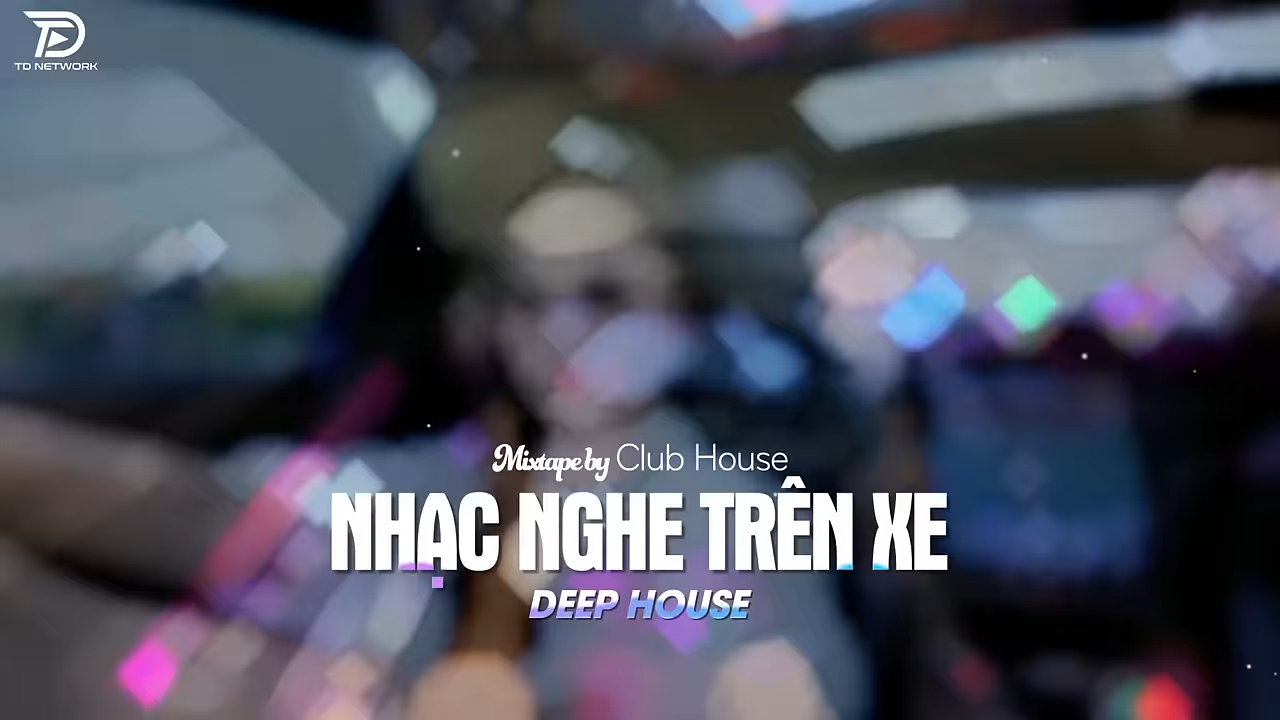 TD NETWORK
Mixtape by Club House
NHẠC NGHE TRÊN XE
DEEP HOUSE